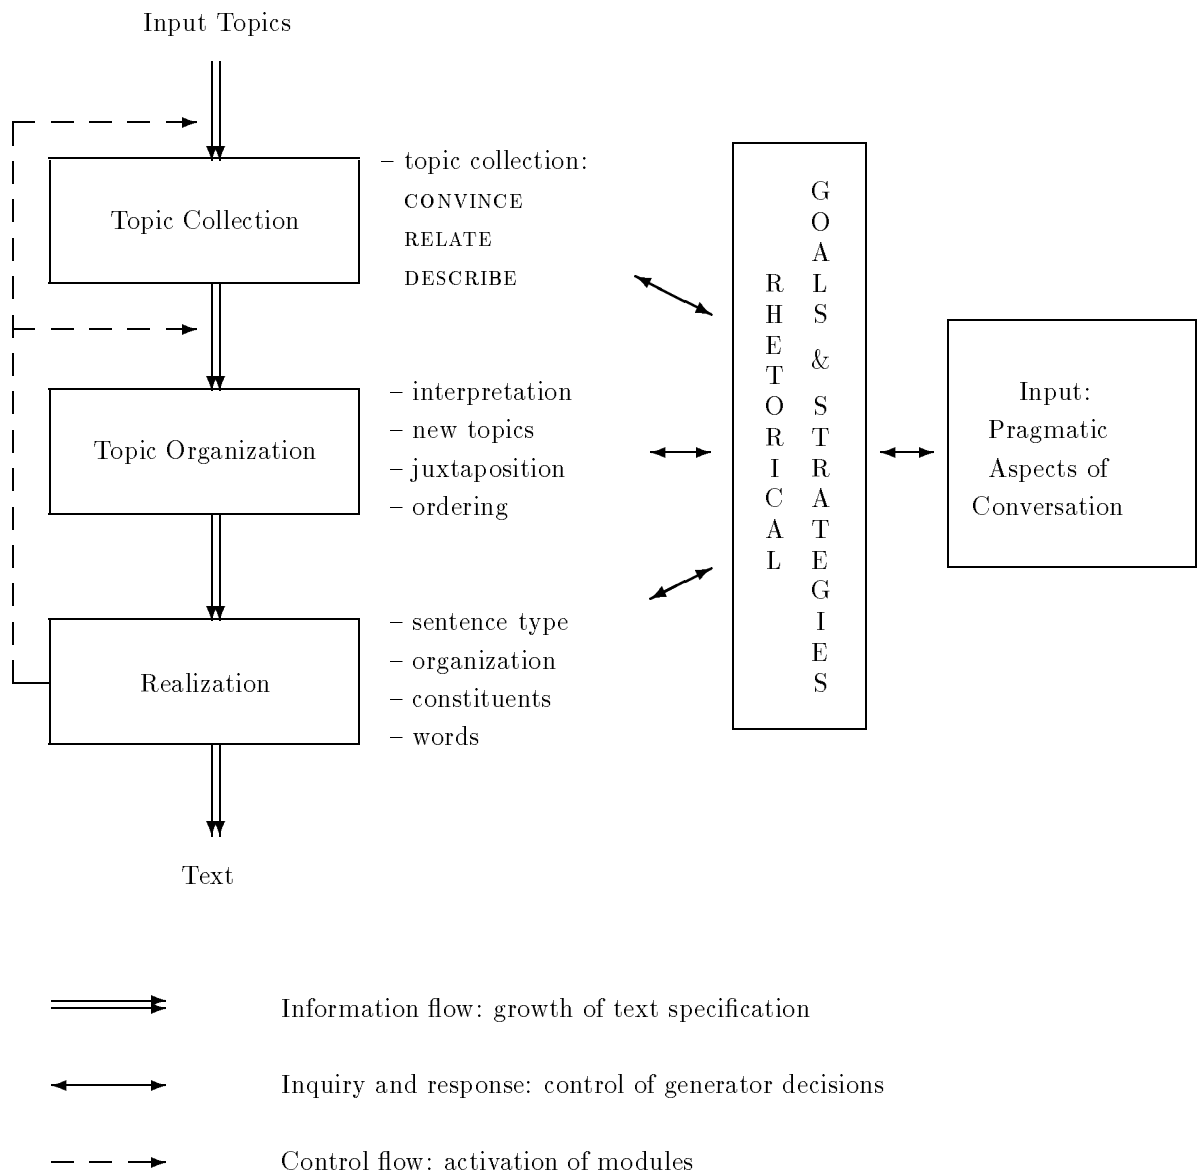 Input Topics
Topic Collection
– topic collection:
CONVINCE
RELATE
DESCRIBE
Topic Organization
– interpretation
– new topics
– juxtaposition
– ordering
Realization
– sentence type
– organization
– constituents
– words
Text
RHETORICAL
GOALS & STRATEGIES
Input:
Pragmatic
Aspects of
Conversation
Information flow: growth of text specification
Inquiry and response: control of generator decisions
Control flow: activation of modules